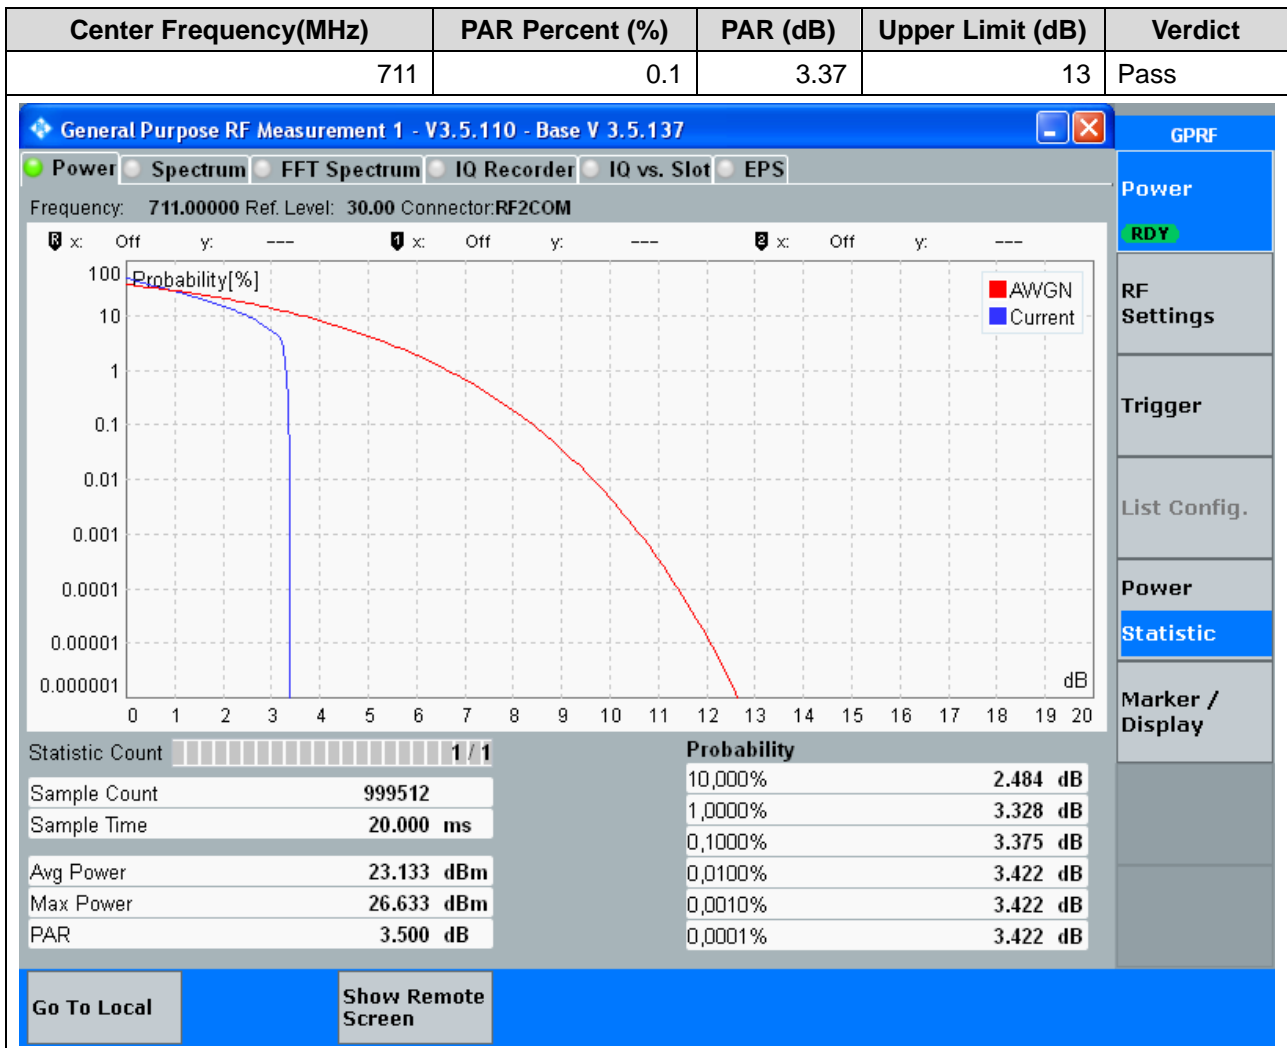 Center Frequency(MHz) PAR Percent (%) PAR (dB) Upper Limit (dB) Verdict
711 0.1 3.37 13 Pass
General Purpose RF Measurement 1 - V3.5.110 - Base V 3.5.137
GPRF
Power Spectrum FFT Spectrum IQ Recorder IQ vs. Slot EPS
Power
RDY
Frequency: 711.00000 Ref. Level: 30.00 Connector:RF2COM
R x: Off y: --- 1 x: Off y: --- 2 x: Off y: ---
Probability[%]
AWGN
Current
100
10
1
0.1
0.01
0.001
0.0001
0.00001
0.000001
dB
0 1 2 3 4 5 6 7 8 9 10 11 12 13 14 15 16 17 18 19 20
RF
Settings
Trigger
List Config.
Power
Statistic
Marker /
Display
Statistic Count 1 / 1
Sample Count 999512
Sample Time 20.000 ms
Avg Power 23.133 dBm
Max Power 26.633 dBm
PAR 3.500 dB
Probability
10,000% 2.484 dB
1,0000% 3.328 dB
0,1000% 3.375 dB
0,0100% 3.422 dB
0,0010% 3.422 dB
0,0001% 3.422 dB
Go To Local
Show Remote
Screen